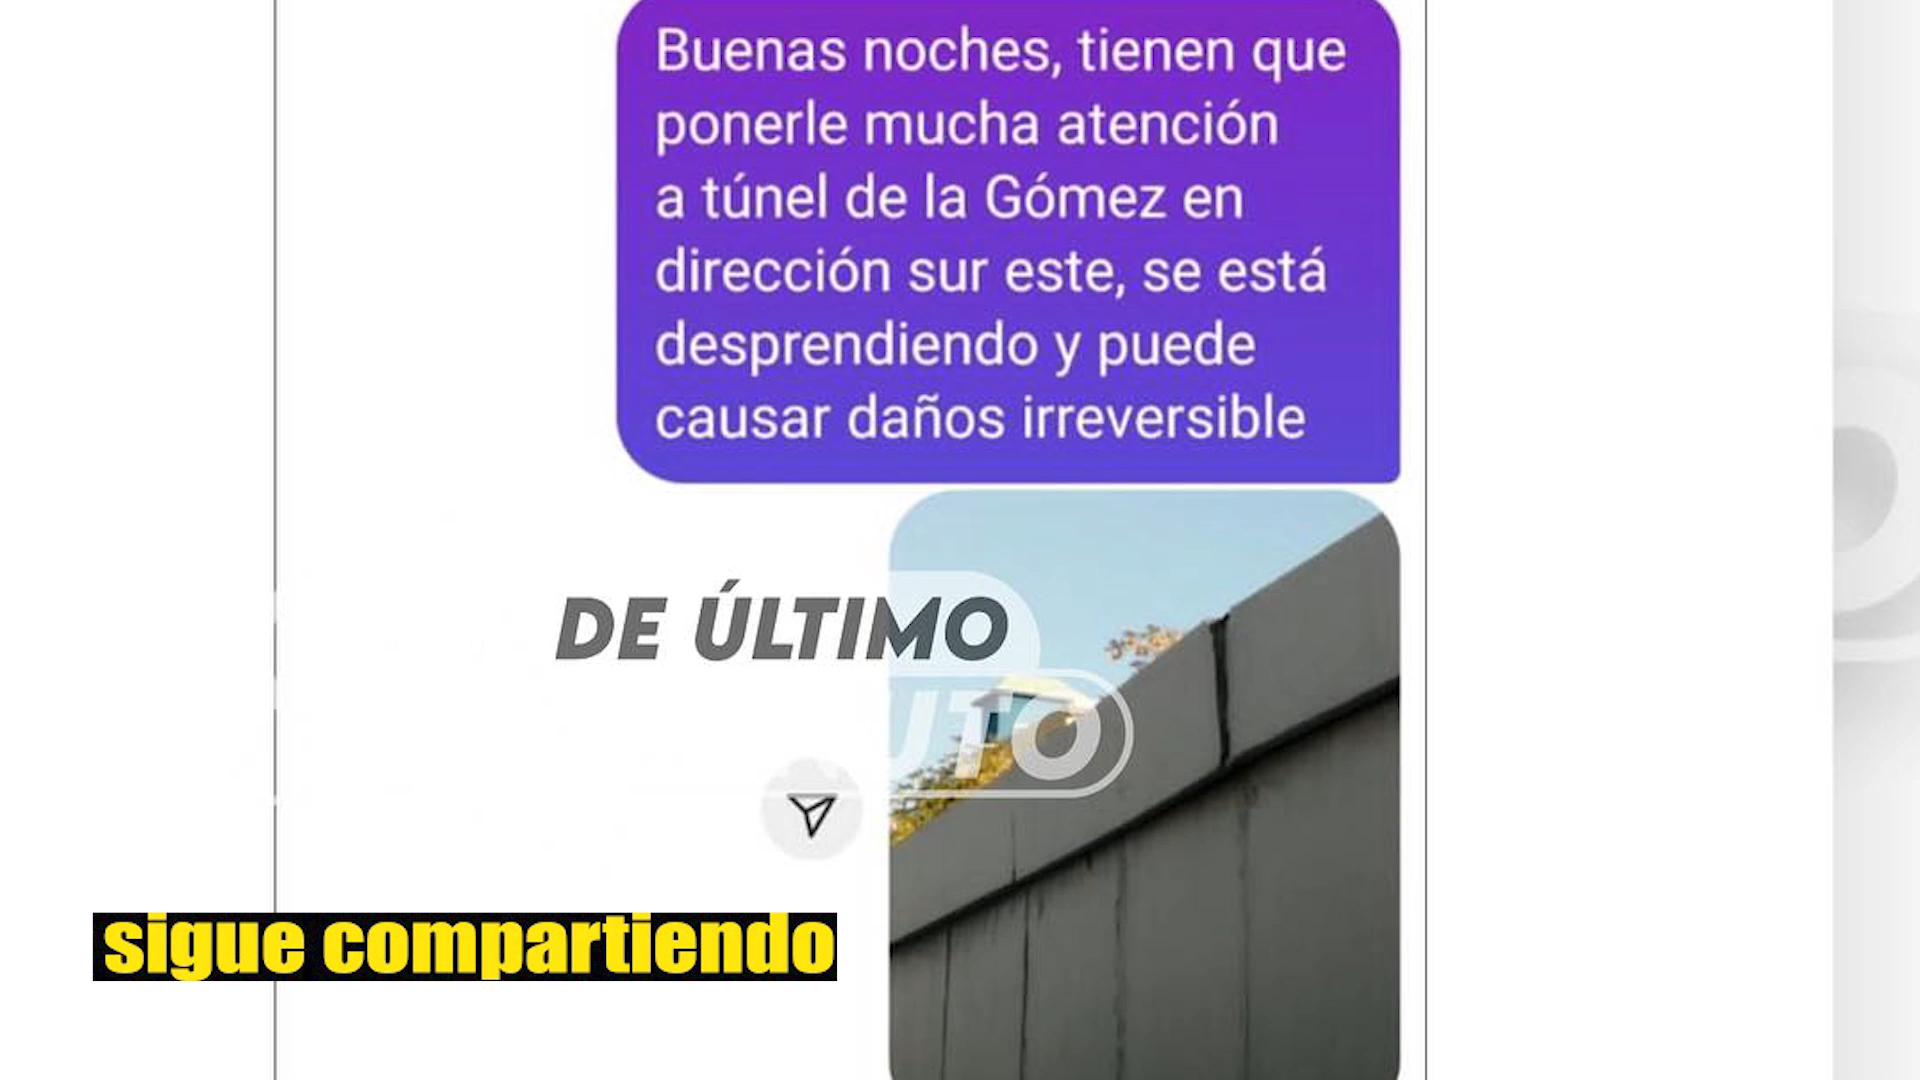 Buenas noches, tienen que
ponerle mucha atención
a túnel de la Gómez en
dirección sur este, se está
desprendiendo y puede
causar daños irreversible
DE ÚLTIMO
UTO
sigue compartiendo